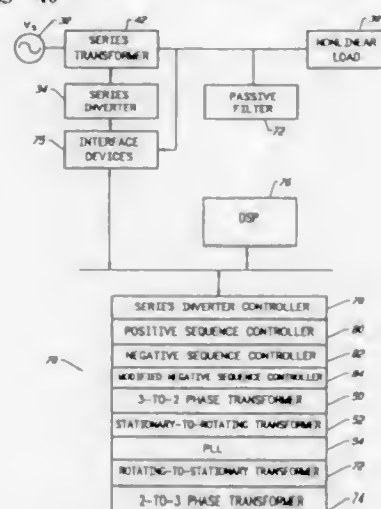 Vs
38
42
SERIES
TRANSFORMER
NONLINEAR
LOAD
34
SERIES
INVERTER
PASSIVE
FILTER
72
75
INTERFACE
DEVICES
76
DSP
SERIES INVERTER CONTROLLER
78
POSITIVE SEQUENCE CONTROLLER
80
NEGATIVE SEQUENCE CONTROLLER
82
MODIFIED NEGATIVE SEQUENCE CONTROLLER
84
70
3-TO-2 PHASE TRANSFORMER
50
STATIONARY-TO-ROTATING TRANSFORMER
52
PLL
54
ROTATING-TO-STATIONARY TRANSFORMER
72
2-TO-3 PHASE TRANSFORMER
74